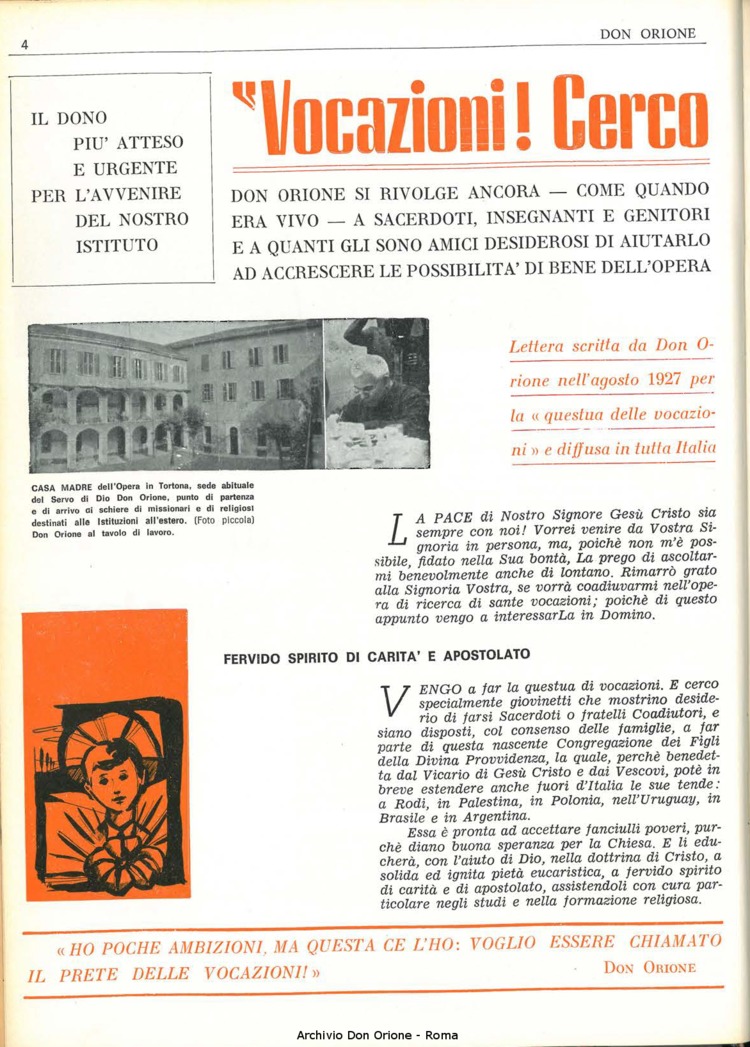 4
DON ORIONE
IL DONO
PIU' ATTESO
E URGENTE
PER L'AVVENIRE
DEL NOSTRO
ISTITUTO
"Vocazioni! Cerco
DON ORIONE SI RIVOLGE ANCORA — COME QUANDO
ERA VIVO — A SACERDOTI, INSEGNANTI E GENITORI
E A QUANTI GLI SONO AMICI DESIDEROSI DI AIUTARLO
AD ACCRESCERE LE POSSIBILITA' DI BENE DELL'OPERA
Lettera scritta da Don O-
rione nell'agosto 1927 per
la « questua delle vocazio-
ni » e diffusa in tutta Italia
CASA MADRE dell'Opera in Tortona, sede abituale
del Servo di Dio Don Orione, punto di partenza
e di arrivo di schiere di missionari e di religiosi
destinati alle Istituzioni all'estero. (Foto piccola)
Don Orione al tavolo di lavoro.
LA PACE di Nostro Signore Gesù Cristo sia
sempre con noi! Vorrei venire da Vostra Si-
gnoria in persona, ma, poichè non m'è pos-
sibile, fidato nella Sua bontà, La prego di ascoltar-
mi benevolmente anche di lontano. Rimarrò grato
alla Signoria Vostra, se vorrà coadiuvarmi nell'ope-
ra di ricerca di sante vocazioni; poichè di questo
appunto vengo a interessarLa in Domino.
FERVIDO SPIRITO DI CARITA' E APOSTOLATO
VENGO a far la questua di vocazioni. E cerco
specialmente giovinetti che mostrino deside-
rio di farsi Sacerdoti o fratelli Coadiutori, e
siano disposti, col consenso delle famiglie, a far
parte di questa nascente Congregazione dei Figli
della Divina Provvidenza, la quale, perchè benedet-
ta dal Vicario di Gesù Cristo e dai Vescovi, potè in
breve estendere anche fuori d'Italia le sue tende:
a Rodi, in Palestina, in Polonia, nell'Uruguay, in
Brasile e in Argentina.
Essa è pronta ad accettare fanciulli poveri, pur-
chè diano buona speranza per la Chiesa. E li edu-
cherà, con l'aiuto di Dio, nella dottrina di Cristo, a
solida ed ignita pietà eucaristica, a fervido spirito
di carità e di apostolato, assistendoli con cura par-
ticolare negli studi e nella formazione religiosa.
« HO POCHE AMBIZIONI, MA QUESTA CE L'HO: VOGLIO ESSERE CHIAMATO
IL PRETE DELLE VOCAZIONI! »
DON ORIONE
Archivio Don Orione - Roma